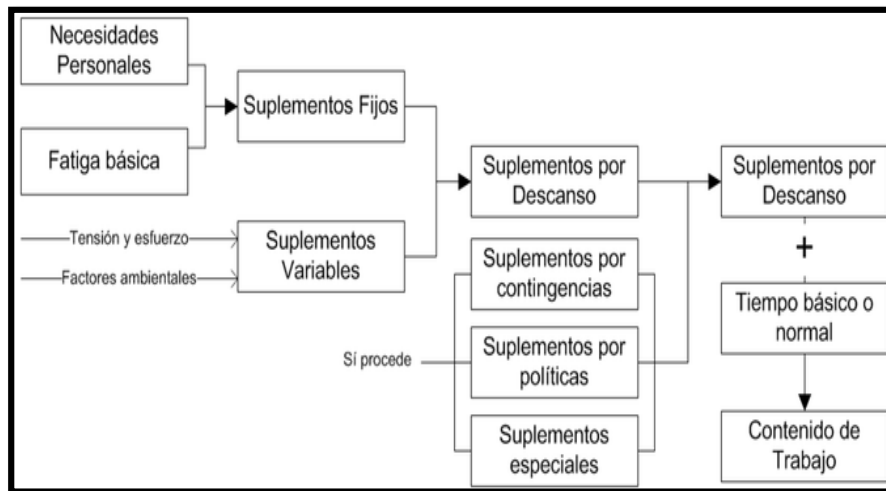 Necesidades
Personales
Fatiga básica
Suplementos Fijos
Tensión y esfuerzo
Factores ambientales
Suplementos
Variables
Suplementos por
Descanso
Suplementos por
contingencias
Sí procede
Suplementos por
políticas
Suplementos
especiales
Suplementos por
Descanso
+
Tiempo básico o
normal
Contenido de
Trabajo